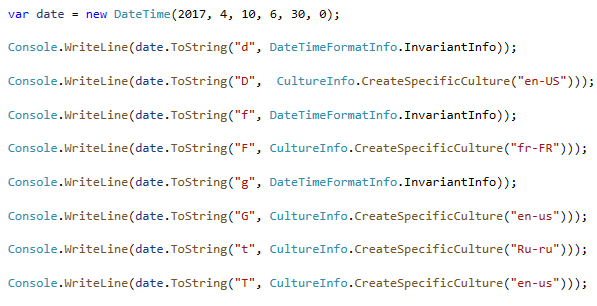 var date = new DateTime(2017, 4, 10, 6, 30, 0);
Console.WriteLine(date.ToString("d", DateTimeFormatInfo.InvariantInfo));
Console.WriteLine(date.ToString("D",  CultureInfo.CreateSpecificCulture("en-US")));
Console.WriteLine(date.ToString("f", DateTimeFormatInfo.InvariantInfo));
Console.WriteLine(date.ToString("F", CultureInfo.CreateSpecificCulture("fr-FR")));
Console.WriteLine(date.ToString("g", DateTimeFormatInfo.InvariantInfo));
Console.WriteLine(date.ToString("G", CultureInfo.CreateSpecificCulture("en-us")));
Console.WriteLine(date.ToString("t", CultureInfo.CreateSpecificCulture("Ru-ru")));
Console.WriteLine(date.ToString("T", CultureInfo.CreateSpecificCulture("en-us")));